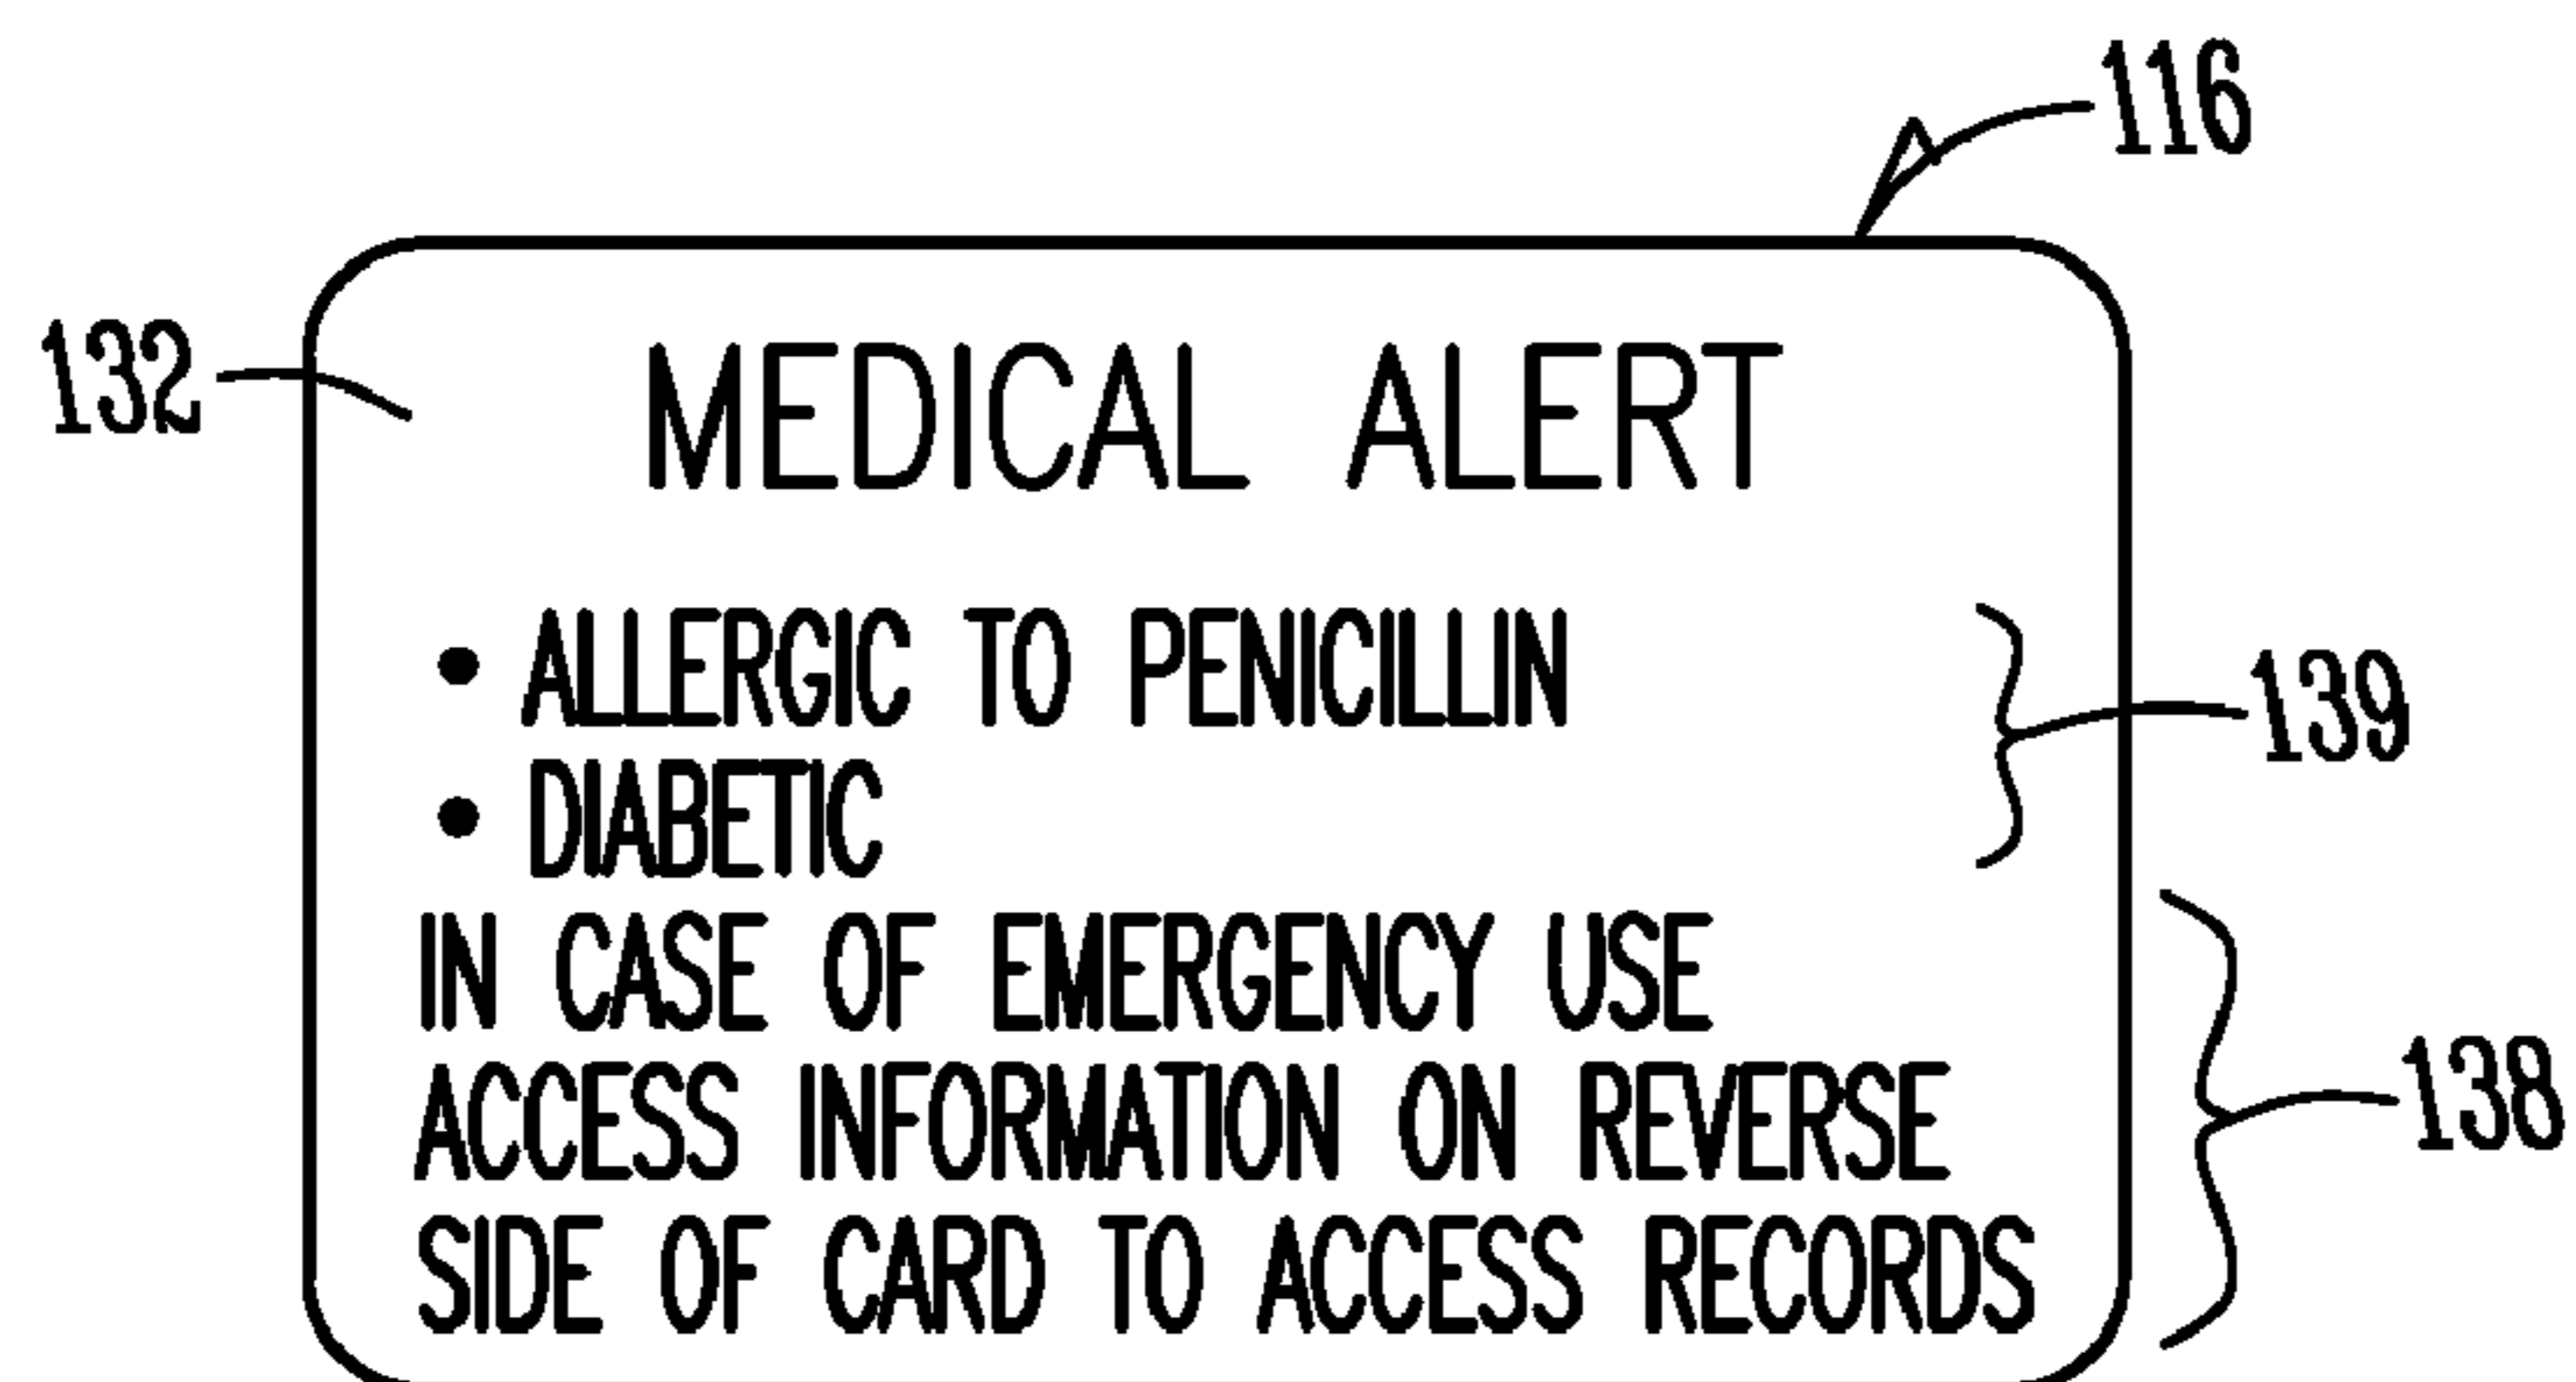 116
132
MEDICAL ALERT
• ALLERGIC TO PENICILLIN
139
• DIABETIC
IN CASE OF EMERGENCY USE
ACCESS INFORMATION ON REVERSE
138
SIDE OF CARD TO ACCESS RECORDS